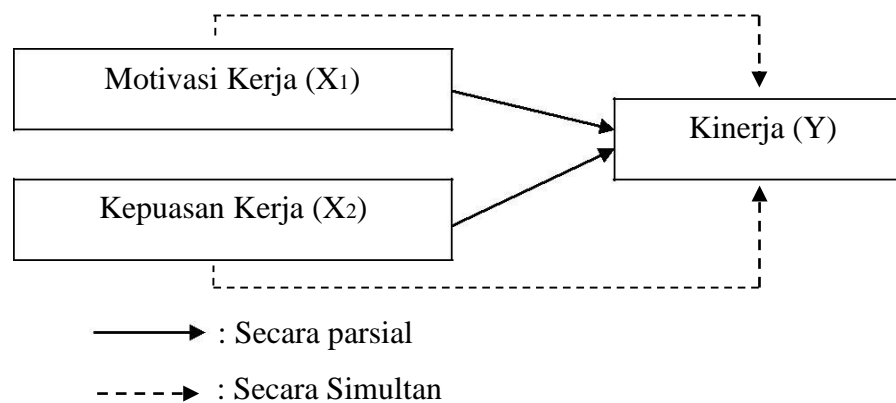 Motivasi Kerja (X1)
Kinerja (Y)
Kepuasan Kerja (X2)
: Secara parsial
: Secara Simultan